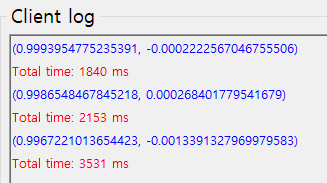 Client log
(0.9993954775235391, -0.0002222567046755506)
Total time: 1840 ms
(0.9986548467845218, 0.000268401779541679)
Total time: 2153 ms
(0.9967221013654423, -0.0013391327969979583)
Total time: 3531 ms